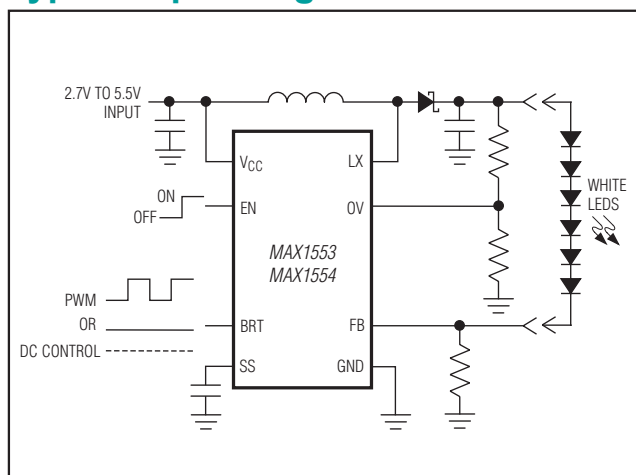 2.7V TO 5.5V
INPUT
VCC
LX
ON
OFF
EN
OV
WHITE
LEDS
MAX1553
MAX1554
PWM
OR
DC CONTROL
BRT
FB
SS
GND